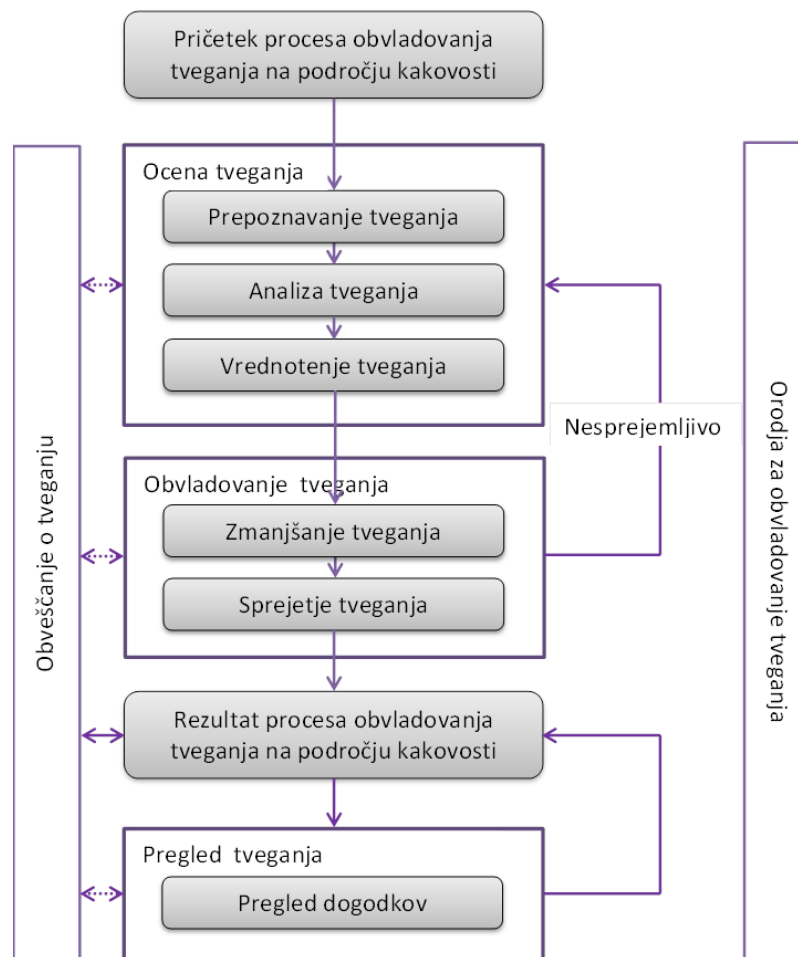 Pričetek procesa obvladovanja
tveganja na področju kakovosti
Ocena tveganja
Prepoznavanje tveganja
Analiza tveganja
Vrednotenje tveganja
Nesprejemljivo
Obvladovanje tveganja
Zmanjšanje tveganja
Sprejetje tveganja
Rezultat procesa obvladovanja
tveganja na področju kakovosti
Pregled tveganja
Pregled dogodkov
Obveščanje o tveganju
Orodja za obvladovanje tveganja